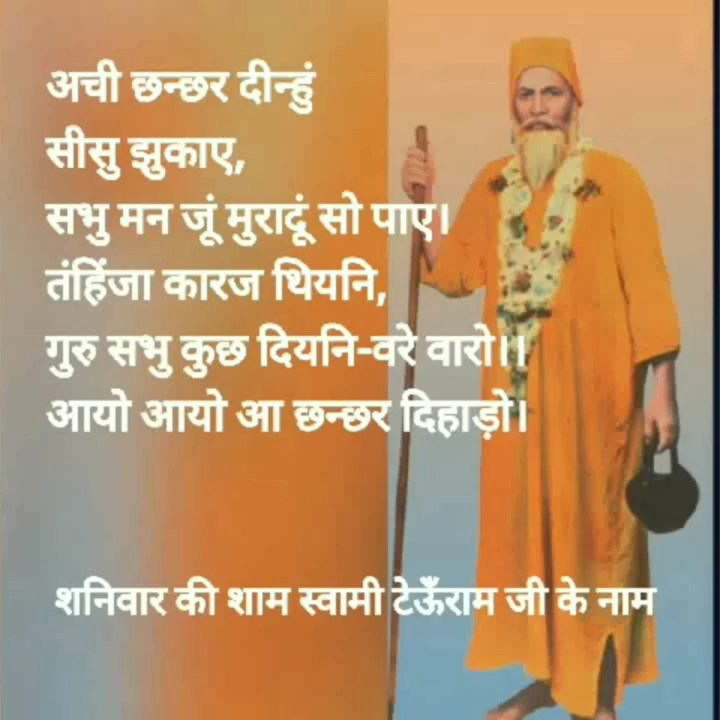 अची छन्छर दीन्हुं
सीसु झुकाए,
सभु मन जूं मुरादूं सो पाए।
तंहिंजा कारज थियनि,
गुरु सभु कुछ दियनि-वरे वारो।।
आयो आयो आ छन्छर दिहाड़ो।
शनिवार की शाम स्वामी टेऊँराम जी के नाम